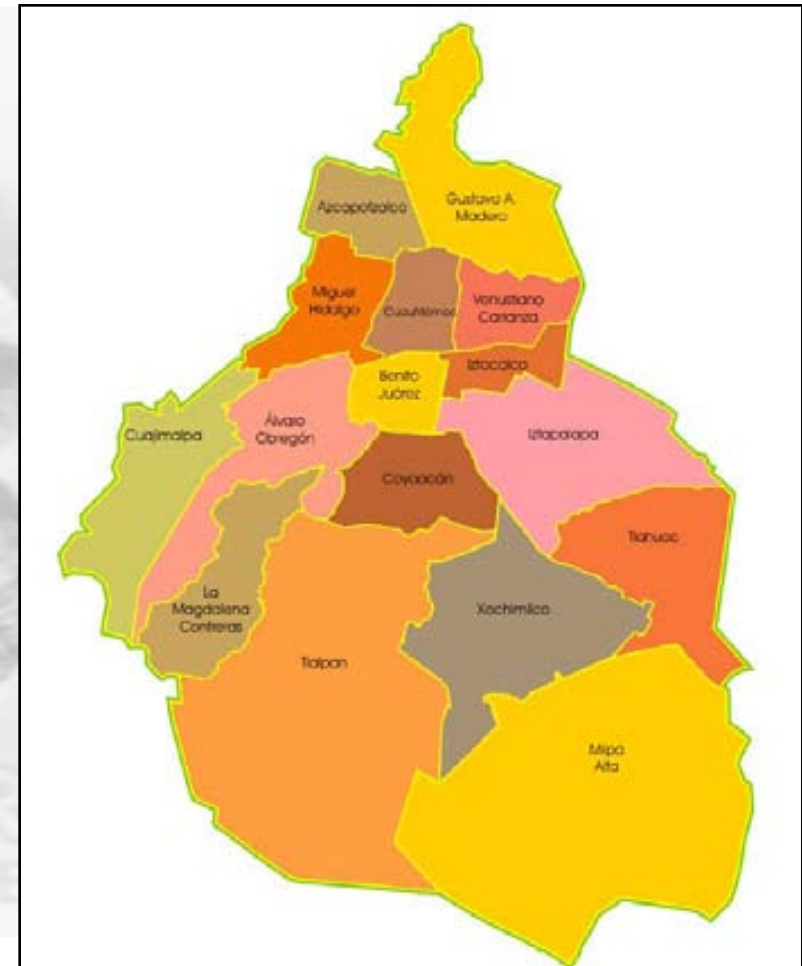 Gustavo A.
Madero
Azcapotzalco
Miguel
Hidalgo
Cuauhtémoc
Venustiano
Carranza
Iztacalco
Benito
Juárez
Cuajimalpa
Álvaro
Obregón
Iztapalapa
Coyoacán
Tlahuac
La
Magdalena
Contreras
Xochimilco
Tlalpan
Milpa
Alta